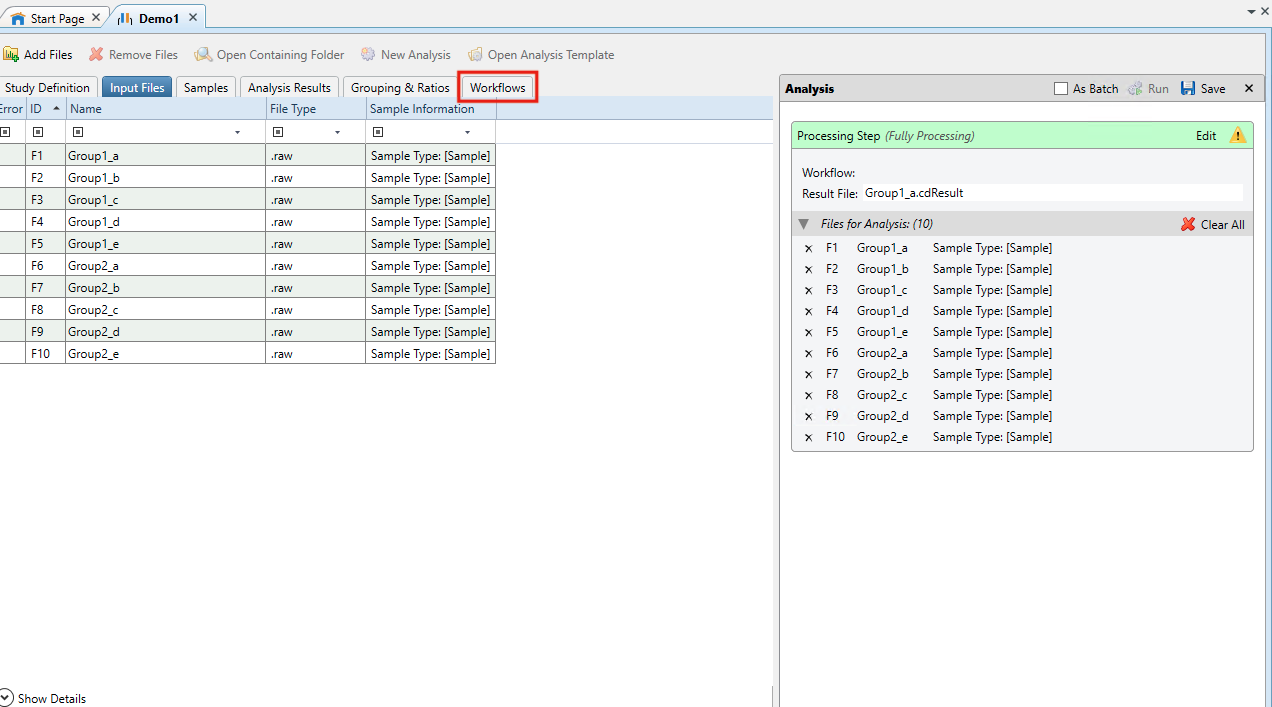 Start Page
Demo1
Add Files Remove Files Open Containing Folder New Analysis Open Analysis Template
Study Definition Input Files Samples Analysis Results Grouping & Ratios Workflows
Error ID Name File Type Sample Information
F1 Group1_a .raw Sample Type: [Sample]
F2 Group1_b .raw Sample Type: [Sample]
F3 Group1_c .raw Sample Type: [Sample]
F4 Group1_d .raw Sample Type: [Sample]
F5 Group1_e .raw Sample Type: [Sample]
F6 Group2_a .raw Sample Type: [Sample]
F7 Group2_b .raw Sample Type: [Sample]
F8 Group2_c .raw Sample Type: [Sample]
F9 Group2_d .raw Sample Type: [Sample]
F10 Group2_e .raw Sample Type: [Sample]
Show Details
Analysis As Batch Run Save
Processing Step (Fully Processing) Edit
Workflow:
Result File: Group1_a.cdResult
Files for Analysis: (10) Clear All
F1 Group1_a Sample Type: [Sample]
F2 Group1_b Sample Type: [Sample]
F3 Group1_c Sample Type: [Sample]
F4 Group1_d Sample Type: [Sample]
F5 Group1_e Sample Type: [Sample]
F6 Group2_a Sample Type: [Sample]
F7 Group2_b Sample Type: [Sample]
F8 Group2_c Sample Type: [Sample]
F9 Group2_d Sample Type: [Sample]
F10 Group2_e Sample Type: [Sample]